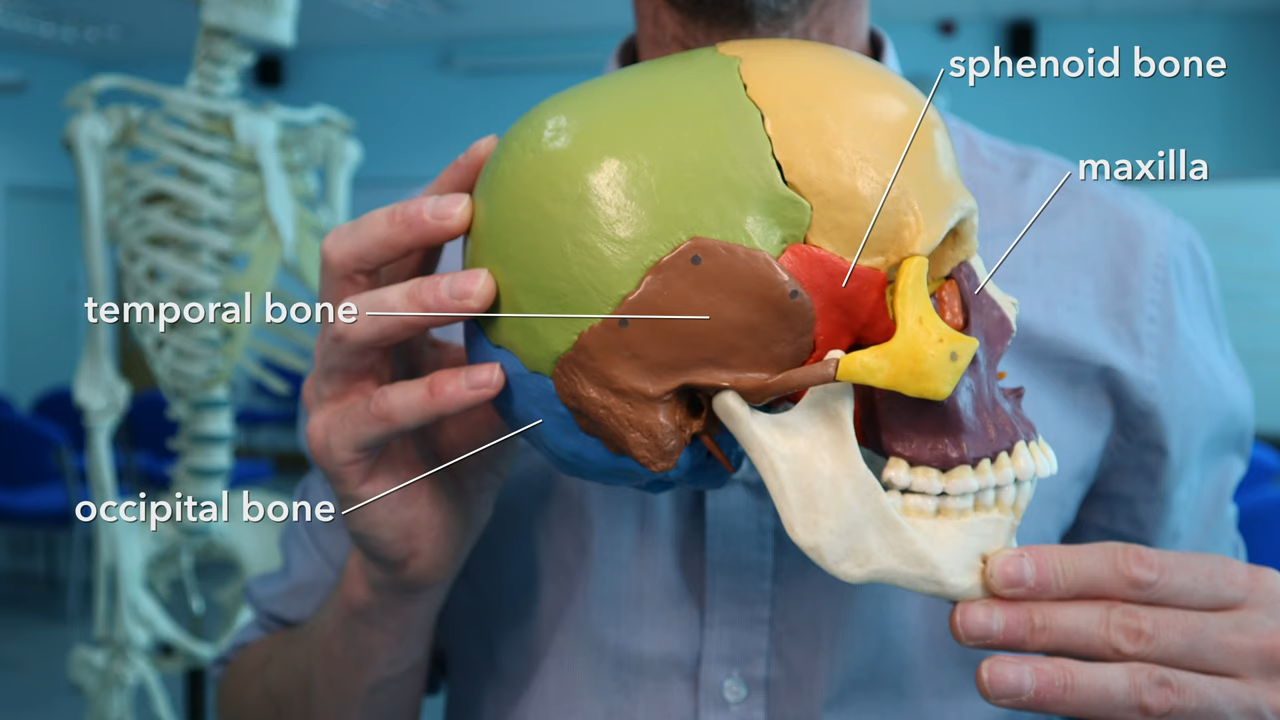 sphenoid bone
maxilla
temporal bone
occipital bone